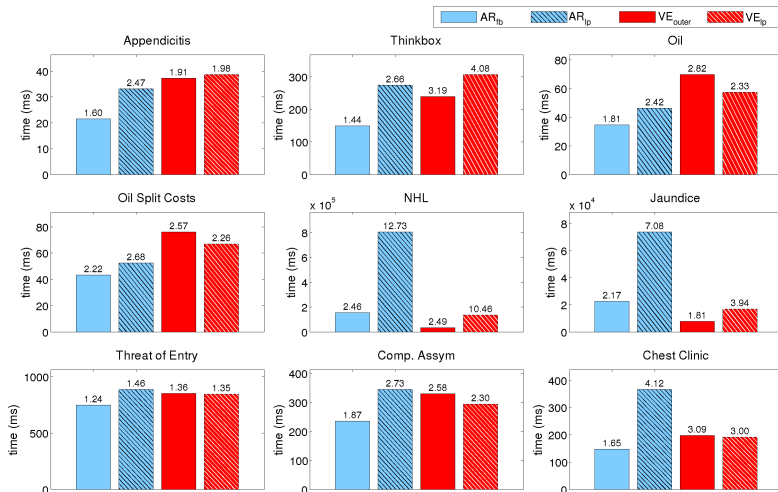 ARfb ARlp VEouter VElp
Appendicitis Thinkbox Oil
time (ms) 0 10 20 30 40 1.60 2.47 1.91 1.98
time (ms) 0 100 200 300 1.44 2.66 3.19 4.08
time (ms) 0 20 40 60 80 1.81 2.42 2.82 2.33
Oil Split Costs NHL Jaundice
time (ms) 0 20 40 60 80 2.22 2.68 2.57 2.26
x 10^5 time (ms) 0 2 4 6 8 2.46 12.73 2.49 10.46
x 10^4 time (ms) 0 2 4 6 8 2.17 7.08 1.81 3.94
Threat of Entry Comp. Assym Chest Clinic
time (ms) 0 500 1000 1.24 1.46 1.36 1.35
time (ms) 0 100 200 300 400 1.87 2.73 2.58 2.30
time (ms) 0 100 200 300 400 1.65 4.12 3.09 3.00